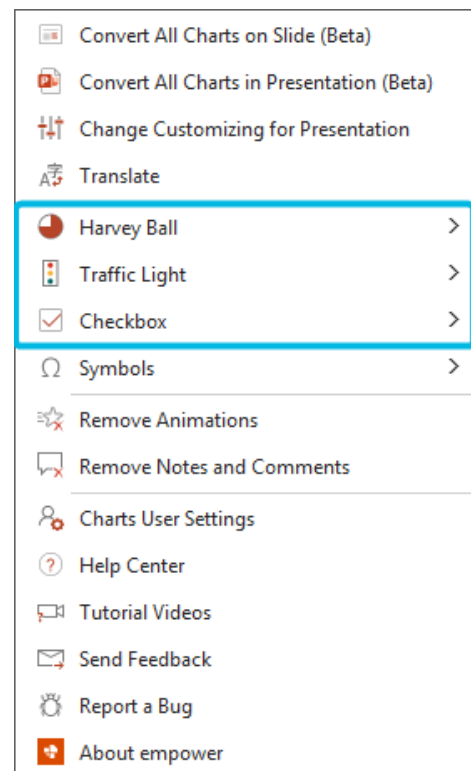 Convert All Charts on Slide (Beta)
Convert All Charts in Presentation (Beta)
Change Customizing for Presentation
Translate
Harvey Ball
Traffic Light
Checkbox
Symbols
Remove Animations
Remove Notes and Comments
Charts User Settings
Help Center
Tutorial Videos
Send Feedback
Report a Bug
About empower